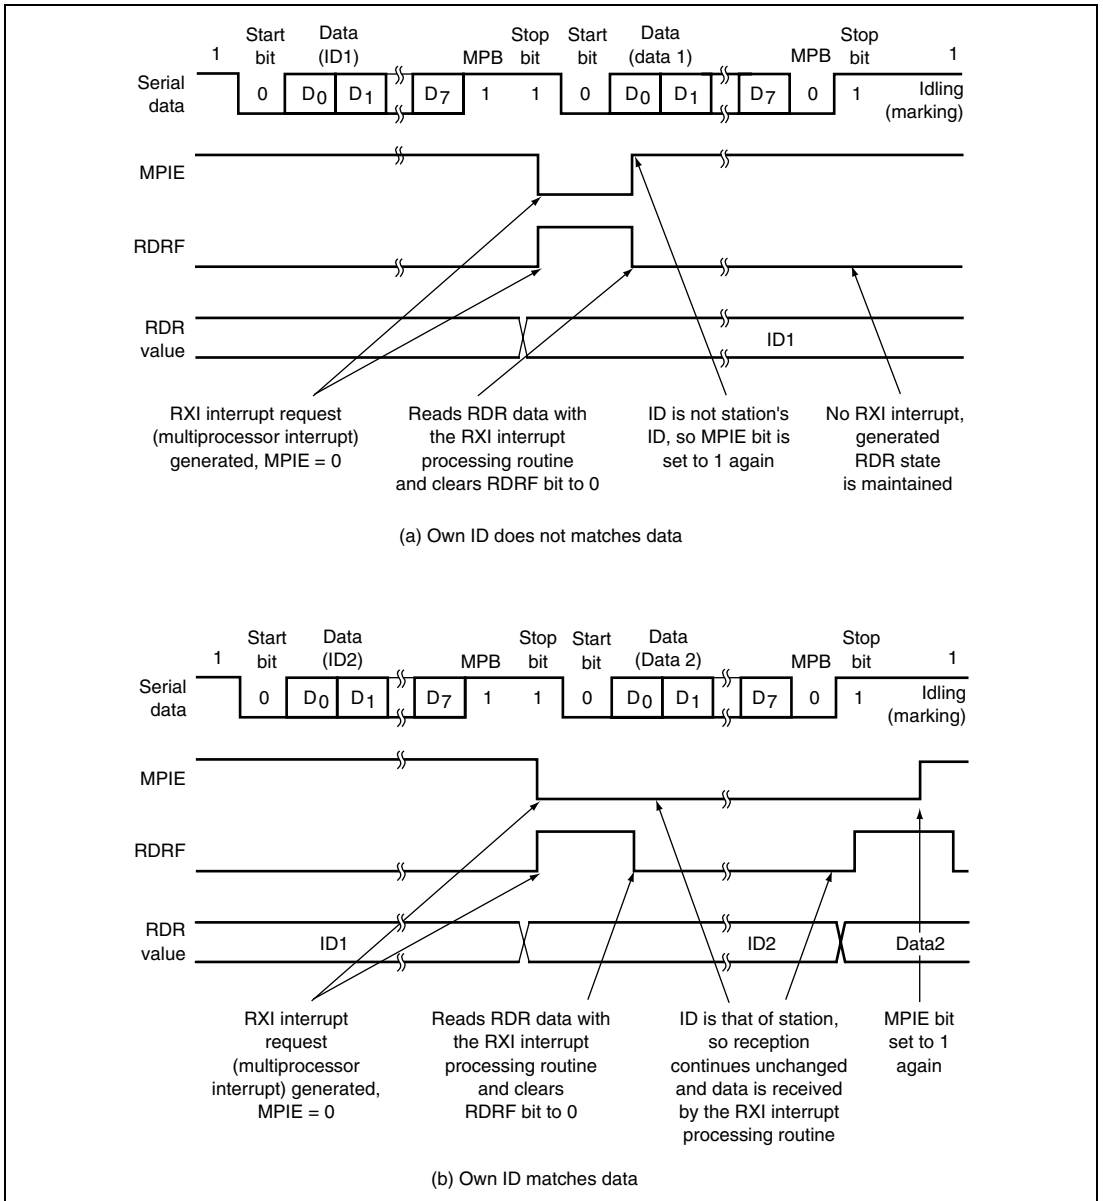 Start Data Stop Start Data Stop
1 bit (ID1) MPB bit bit (data 1) MPB bit 1
Serial data 0 D0 D1 D7 1 1 0 D0 D1 D7 0 1 Idling (marking)
MPIE
RDRF
RDR value ID1
RXI interrupt request
(multiprocessor interrupt)
generated, MPIE = 0
Reads RDR data with
the RXI interrupt
processing routine
and clears RDRF bit to 0
ID is not station's
ID, so MPIE bit is
set to 1 again
No RXI interrupt,
generated
RDR state
is maintained
(a) Own ID does not matches data
Start Data Stop Start Data Stop
1 bit (ID2) MPB bit bit (Data 2) MPB bit 1
Serial data 0 D0 D1 D7 1 1 0 D0 D1 D7 0 1 Idling (marking)
MPIE
RDRF
RDR value ID1 ID2 Data2
RXI interrupt
request
(multiprocessor
interrupt) generated,
MPIE = 0
Reads RDR data with
the RXI interrupt
processing routine
and clears
RDRF bit to 0
ID is that of station,
so reception
continues unchanged
and data is received
by the RXI interrupt
processing routine
MPIE bit
set to 1
again
(b) Own ID matches data